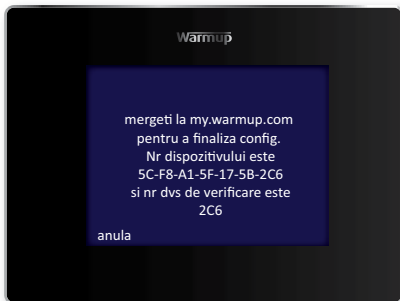 Warmup
mergeti la my.warmup.com
pentru a finaliza config.
Nr dispozitivului este
5C-F8-A1-5F-17-5B-2C6
si nr dvs de verificare este
2C6
anula